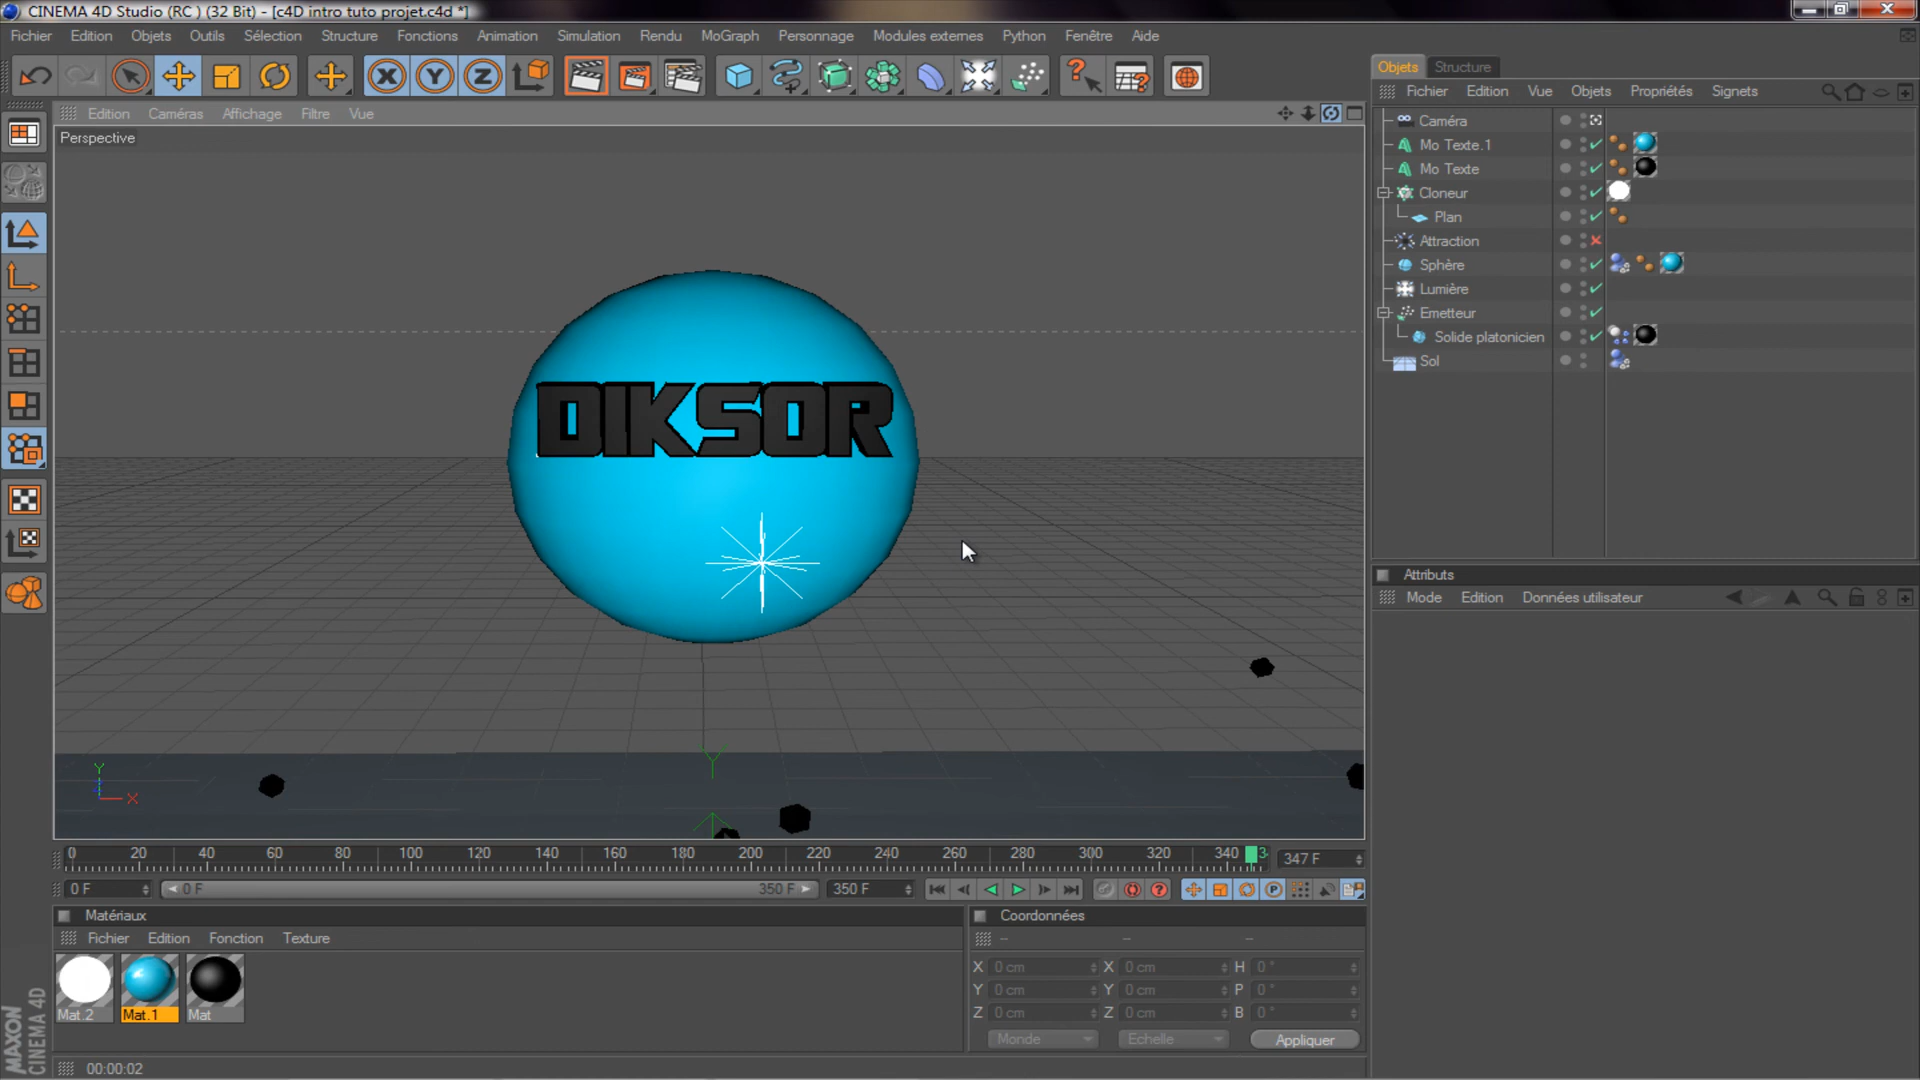 CINEMA 4D Studio (RC ) (32 Bit) - [c4D intro tuto projet.c4d *]
Fichier Edition Objets Outils Sélection Structure Fonctions Animation Simulation Rendu MoGraph Personnage Modules externes Python Fenêtre Aide
X Y Z
Objets Structure
Fichier Edition Vue Objets Propriétés Signets
Edition Caméras Affichage Filtre Vue
Perspective
Caméra
Mo Texte.1
Mo Texte
Cloneur
Plan
Attraction
Sphère
Lumière
Emetteur
Solide platonicien
Sol
DIKSOR
Attributs
Mode Edition Données utilisateur
Y
Y
X
0 20 40 60 80 100 120 140 160 180 200 220 240 260 280 300 320 340 347 F
0 F 0 F 350 F 350 F
Matériaux
Fichier Edition Fonction Texture
Mat.2 Mat.1 Mat
Coordonnées
-- -- --
X 0 cm X 0 cm H 0 °
Y 0 cm Y 0 cm P 0 °
Z 0 cm Z 0 cm B 0 °
Monde Echelle Appliquer
MAXON
CINEMA 4D
00:00:02